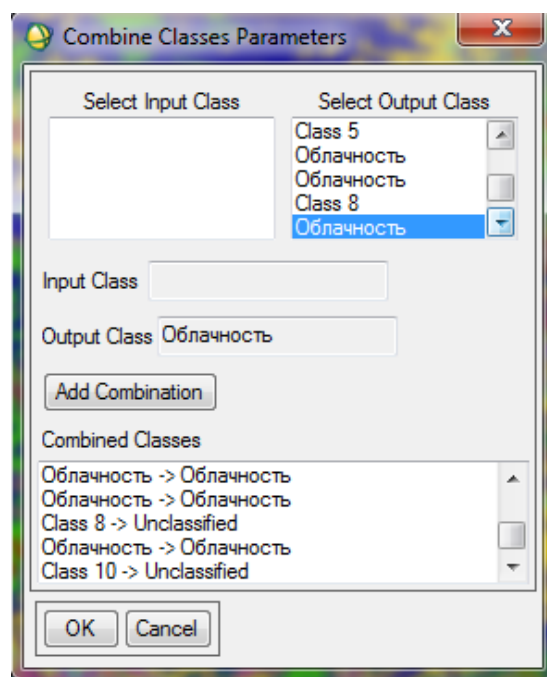 Combine Classes Parameters
Select Input Class
Select Output Class
Class 5
Облачность
Облачность
Class 8
Облачность
Input Class
Output Class Облачность
Add Combination
Combined Classes
Облачность -> Облачность
Облачность -> Облачность
Class 8 -> Unclassified
Облачность -> Облачность
Class 10 -> Unclassified
OK Cancel